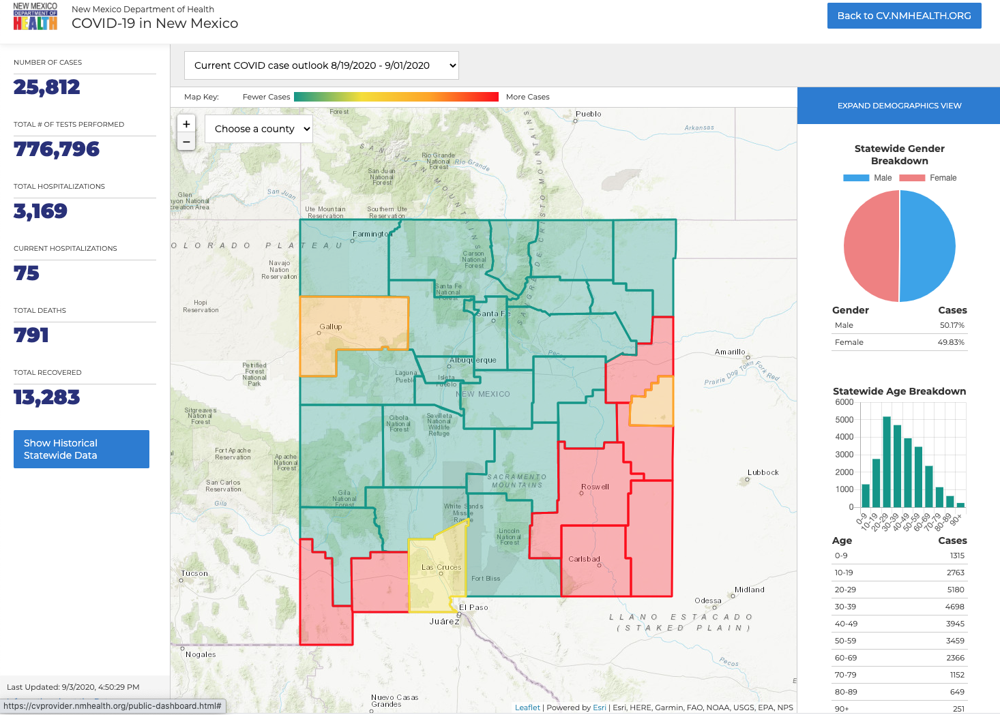 NEW MEXICO
DEPARTMENT OF
HEALTH
New Mexico Department of Health
COVID-19 in New Mexico
Back to CV.NMHEALTH.ORG
NUMBER OF CASES
25,812
TOTAL # OF TESTS PERFORMED
776,796
TOTAL HOSPITALIZATIONS
3,169
CURRENT HOSPITALIZATIONS
75
TOTAL DEATHS
791
TOTAL RECOVERED
13,283
Show Historical
Statewide Data
Last Updated: 9/3/2020, 4:50:29 PM
https://cvprovider.nmhealth.org/public-dashboard.html#
Current COVID case outlook 8/19/2020 - 9/01/2020
Map Key:
Fewer Cases
More Cases
+
−
Choose a county
Forest
Pueblo
Arkansas
SAN JUAN MOUNTAINS
Rio Grande
National
Forest
Rio Grande
San Juan
National
Forest
SANGRE DE CRISTO MOUNTAINS
Glen
nyon National
creation Area
San Juan
Ute Mountain
Reservation
Southern Ute
Reservation
Farmington
OLORADO PLATEAU
Carson
National
Forest
Navajo
Nation
Reservation
Santa Fe
National
Forest
Hopi
Reservation
Santa Fe
Gallup
Pecos
Albuquerque
Amarillo
Petrified
Forest
National
Park
Laguna
Pueblo
Isleta
Pueblo
Prairie Dog Town Fork Red
NEW MEXICO
Sitgreaves
National
Forest
Cibola
National
Forest
Sevilleta
National
Wildlife
Refuge
Fort Apache
Reservation
Apache
National
Forest
San Carlos
Reservation
SACRAMENTO
MOUNTAINS
Lubbock
Roswell
Gila
National
Forest
Gila
White Sands
Missile
Range
Lincoln
National
Forest
Las Cruces
Carlsbad
Tucson
Fort Bliss
Midland
Odessa
El Paso
Juárez
LLANO ESTACADO
(STAKED PLAIN)
Nogales
Pecos
Nuevo Casas
Grandes
Leaflet | Powered by Esri | Esri, HERE, Garmin, FAO, NOAA, USGS, EPA, NPS
EXPAND DEMOGRAPHICS VIEW
Statewide Gender
Breakdown
Male Female
Gender Cases
Male 50.17%
Female 49.83%
Statewide Age Breakdown
6000
5000
4000
3000
2000
1000
0
0-9 10-19 20-29 30-39 40-49 50-59 60-69 70-79 80-89 90+
Age Cases
0-9 1315
10-19 2763
20-29 5180
30-39 4698
40-49 3945
50-59 3459
60-69 2366
70-79 1152
80-89 649
90+ 251